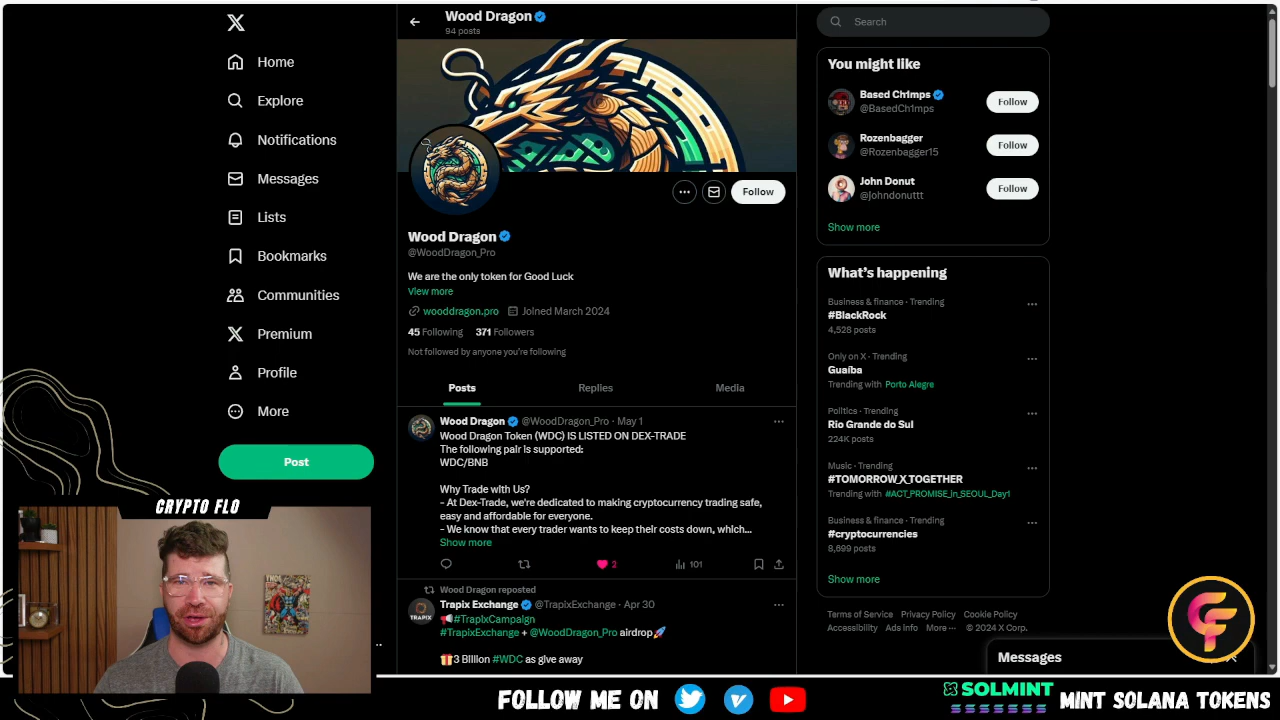 Home
Explore
Notifications
Messages
Lists
Bookmarks
Communities
Premium
Profile
More
Post
CRYPTO FLO
THOR
Wood Dragon
94 posts
Follow
Wood Dragon
@WoodDragon_Pro
We are the only token for Good Luck
View more
wooddragon.pro Joined March 2024
45 Following 371 Followers
Not followed by anyone you're following
Posts Replies Media
Wood Dragon @WoodDragon_Pro · May 1
Wood Dragon Token (WDC) IS LISTED ON DEX-TRADE
The following pair is supported:
WDC/BNB
Why Trade with Us?
- At Dex-Trade, we're dedicated to making cryptocurrency trading safe,
easy and affordable for everyone.
- We know that every trader wants to keep their costs down, which...
Show more
2 101
Wood Dragon reposted
TRAPIX
Trapix Exchange @TrapixExchange · Apr 30
📢#TrapixCampaign
#TrapixExchange + @WoodDragon_Pro airdrop🚀
🎁3 Billion #WDC as give away
Search
You might like
Based Ch1mps
@BasedCh1mps
Follow
Rozenbagger
@Rozenbagger15
Follow
John Donut
@johndonuttt
Follow
Show more
What's happening
Business & finance · Trending
#BlackRock
4,528 posts
Only on X · Trending
Guaíba
Trending with Porto Alegre
Politics · Trending
Rio Grande do Sul
224K posts
Music · Trending
#TOMORROW_X_TOGETHER
Trending with #ACT_PROMISE_in_SEOUL_Day1
Business & finance · Trending
#cryptocurrencies
8,699 posts
Show more
Terms of Service Privacy Policy Cookie Policy
Accessibility Ads info More ··· © 2024 X Corp.
Messages
FOLLOW ME ON
SOLMINT
MINT SOLANA TOKENS